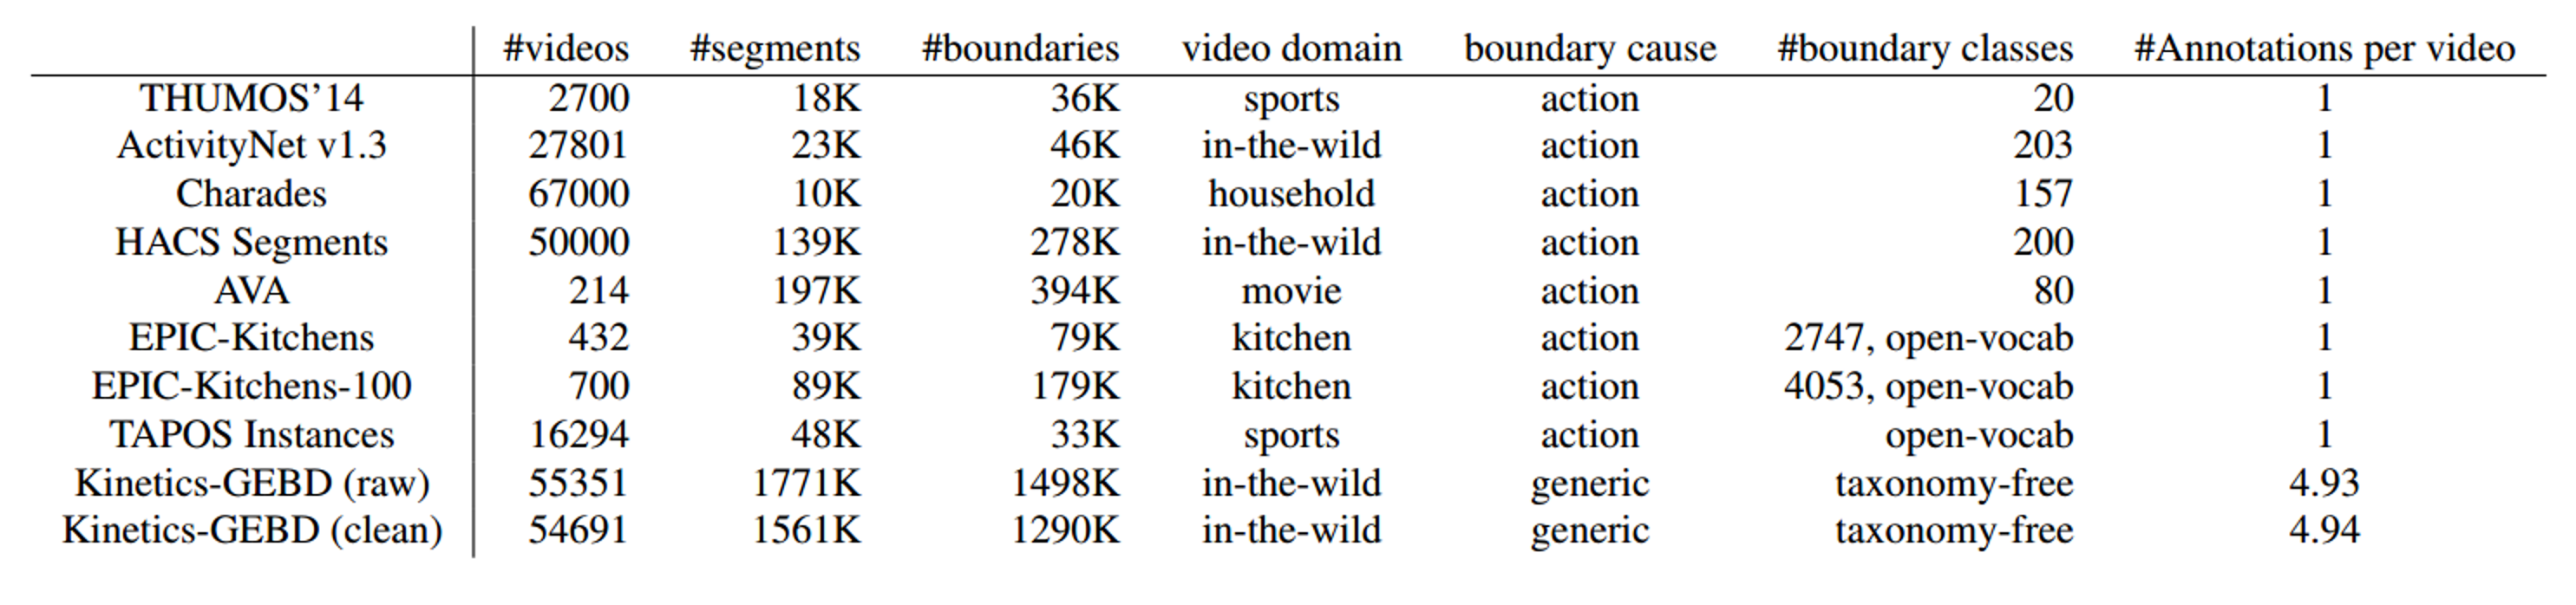 #videos #segments #boundaries video domain boundary cause #boundary classes #Annotations per video
THUMOS'14 2700 18K 36K sports action 20 1
ActivityNet v1.3 27801 23K 46K in-the-wild action 203 1
Charades 67000 10K 20K household action 157 1
HACS Segments 50000 139K 278K in-the-wild action 200 1
AVA 214 197K 394K movie action 80 1
EPIC-Kitchens 432 39K 79K kitchen action 2747, open-vocab 1
EPIC-Kitchens-100 700 89K 179K kitchen action 4053, open-vocab 1
TAPOS Instances 16294 48K 33K sports action open-vocab 1
Kinetics-GEBD (raw) 55351 1771K 1498K in-the-wild generic taxonomy-free 4.93
Kinetics-GEBD (clean) 54691 1561K 1290K in-the-wild generic taxonomy-free 4.94